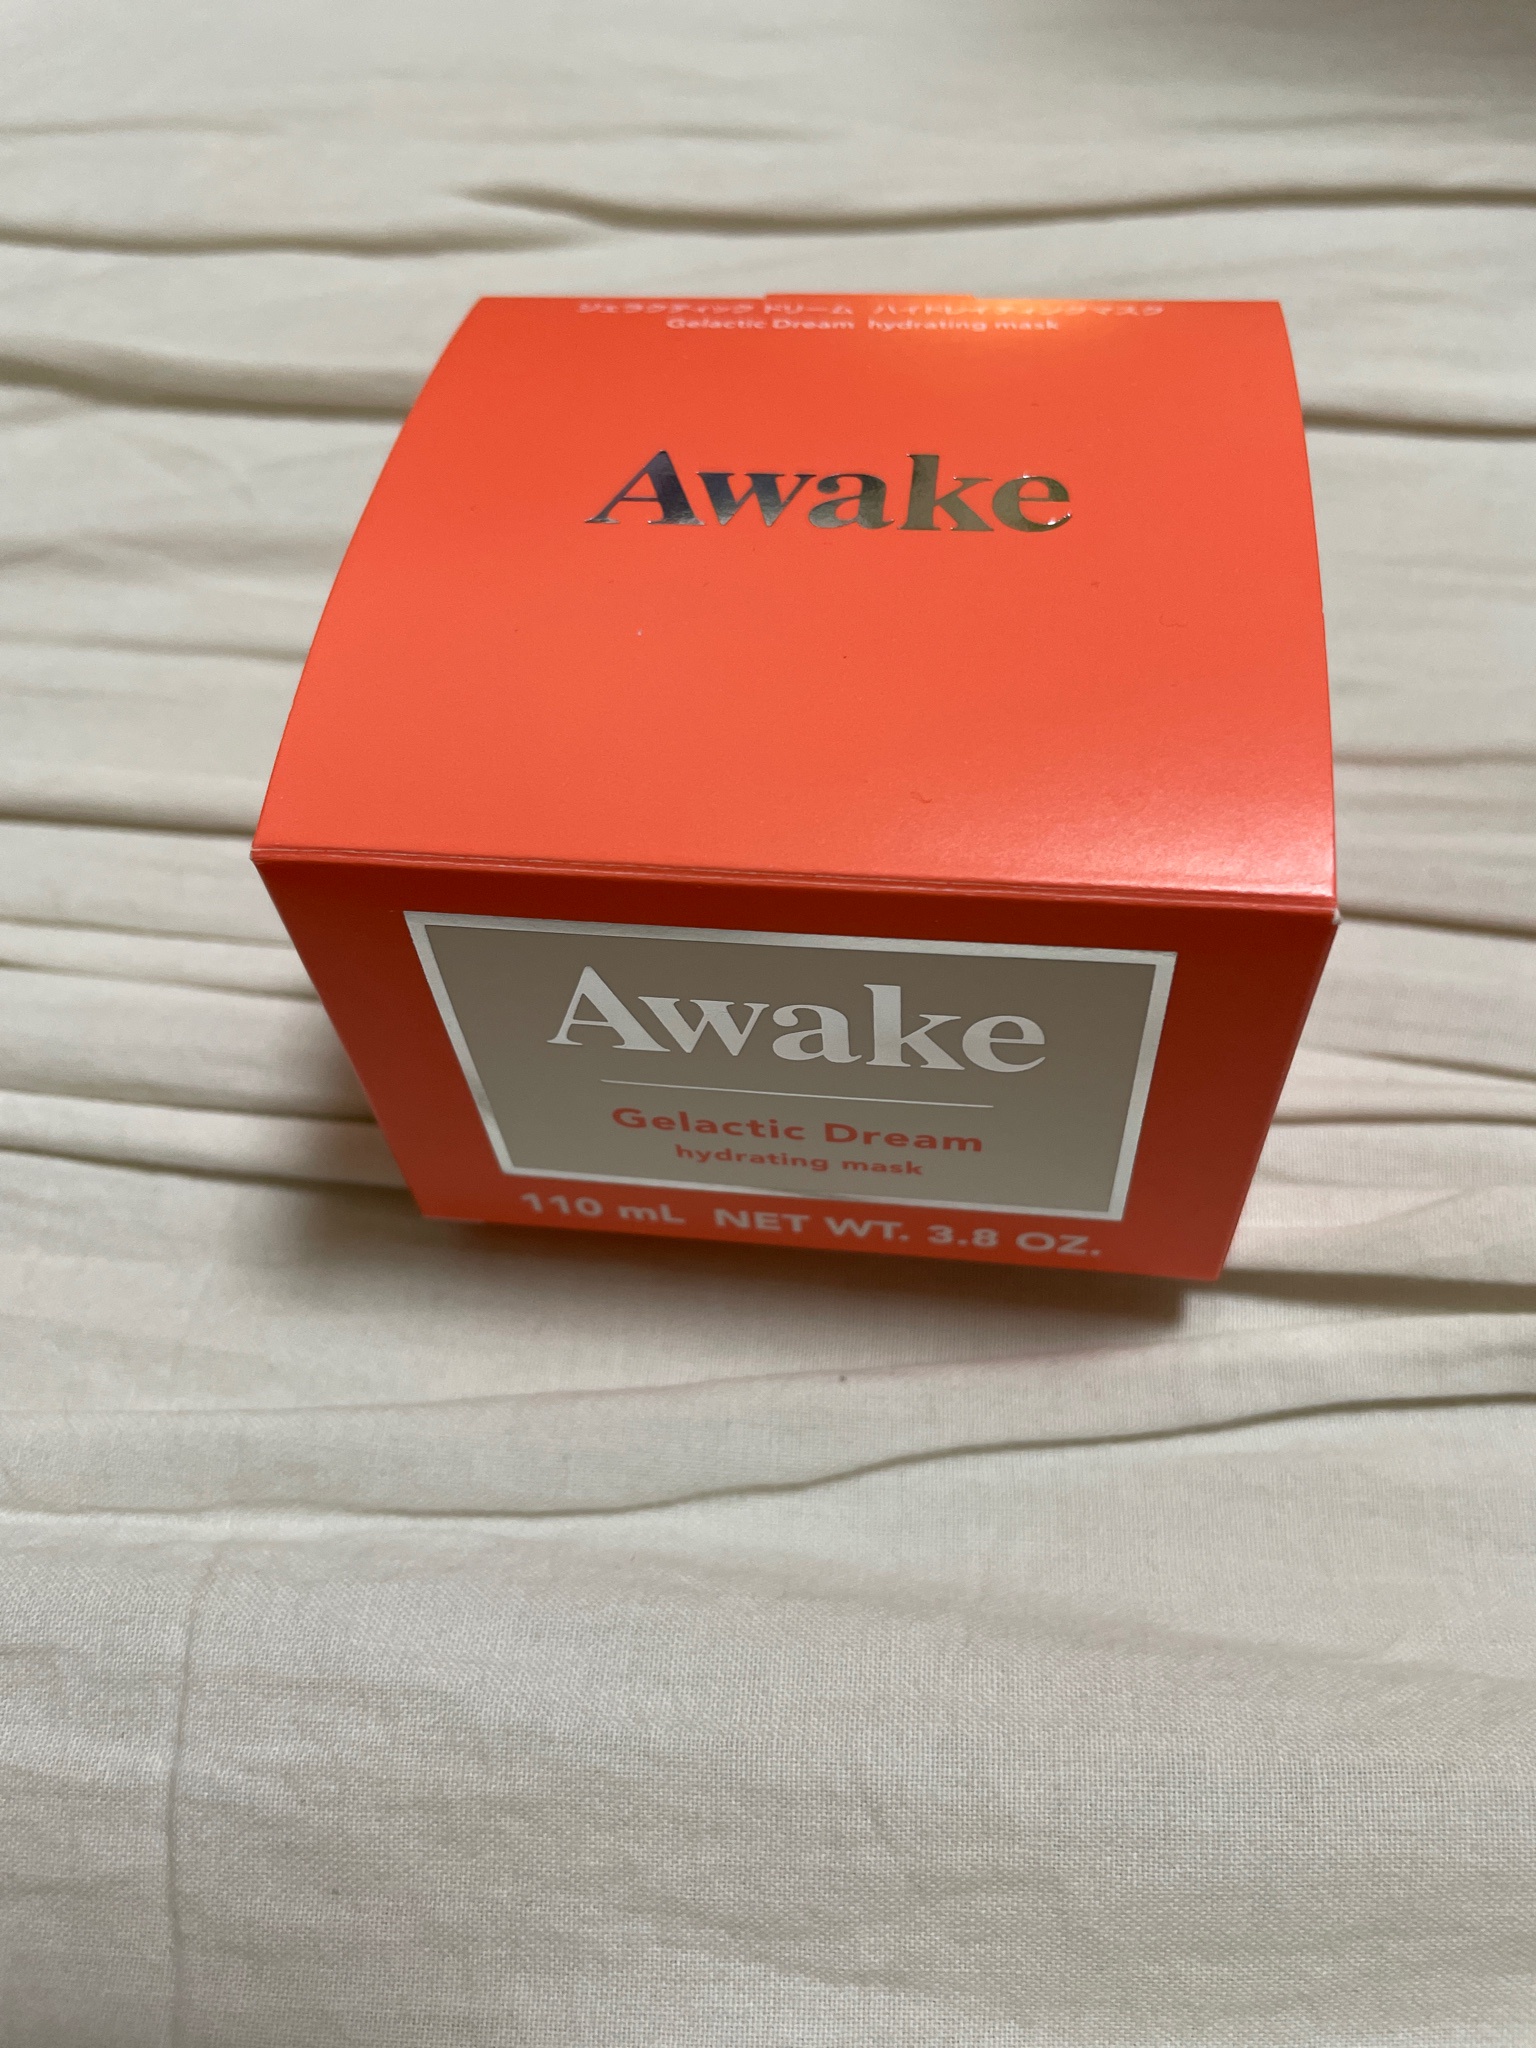 ジェラクティック ドリーム ハイドレイティングマスク
Gelactic Dream hydrating mask
Awake
Awake
Gelactic Dream
hydrating mask
110 mL NET WT. 3.8 OZ.